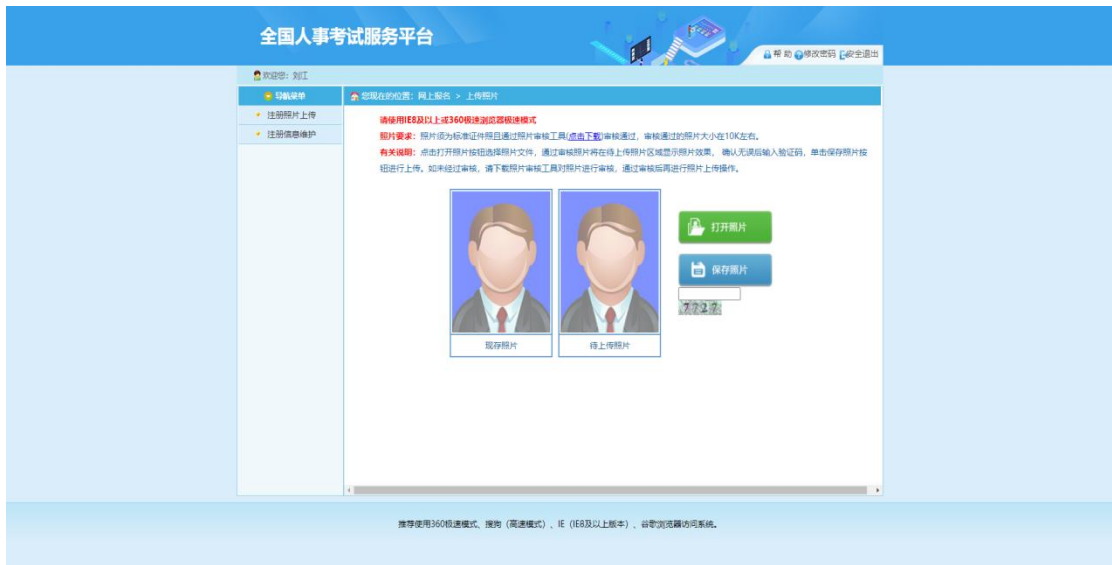 全国人事考试服务平台
帮 助 修改密码 安全退出
欢迎您：刘江
导航菜单
您现在的位置：网上报名 > 上传照片
注册照片上传
注册信息维护
请使用IE8及以上或360极速浏览器极速模式
照片要求：照片须为标准证件照且通过照片审核工具(点击下载)审核通过，审核通过的照片大小在10K左右。
有关说明：点击打开照片按钮选择照片文件，通过审核照片将在待上传照片区域显示照片效果， 确认无误后输入验证码，单击保存照片按
钮进行上传。如未经过审核，请下载照片审核工具对照片进行审核，通过审核后再进行照片上传操作。
打开照片
保存照片
7727
现存照片
待上传照片
推荐使用360极速模式、搜狗（高速模式）、IE（IE8及以上版本）、谷歌浏览器访问系统。